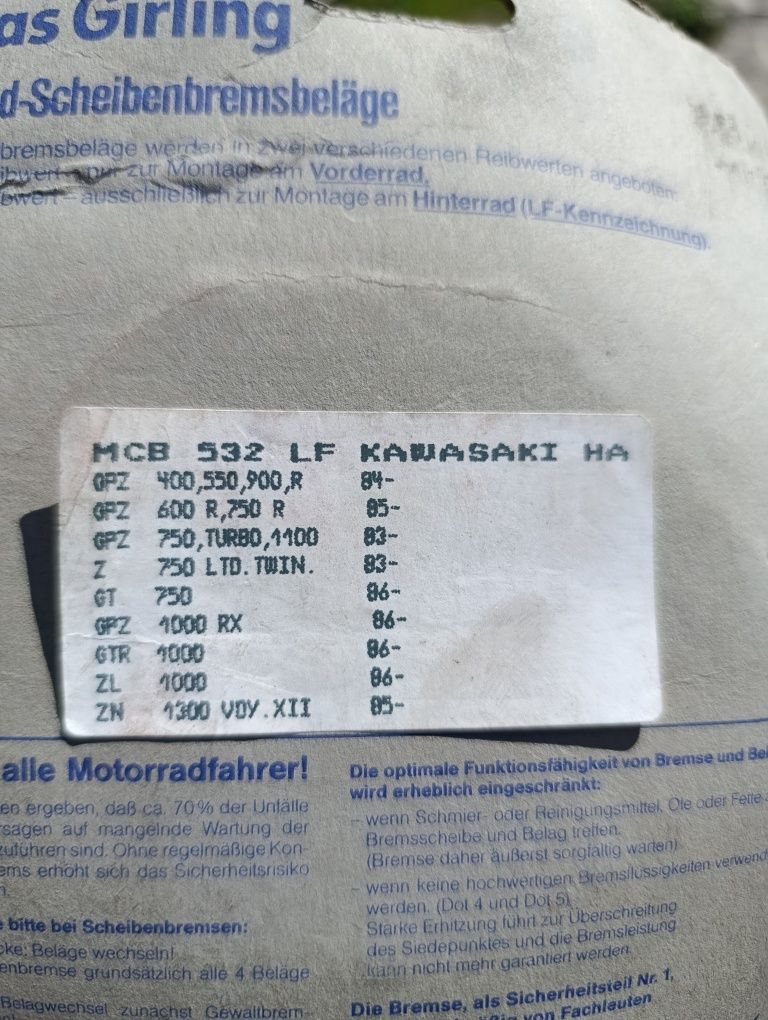 as Girling
d-Scheibenbremsbeläge
bremsbeläge werden in zwei verschiedenen Reibwerten angeboten:
ibwert – nur zur Montage am Vorderrad,
bwert – ausschließlich zur Montage am Hinterrad (LF-Kennzeichnung).
MCB 532 LF KAWASAKI HA
GPZ 400,550,900,R 84-
GPZ 600 R,750 R 85-
GPZ 750,TURBO,1100 83-
Z 750 LTD.TWIN. 83-
GT 750 86-
GPZ 1000 RX 86-
GTR 1000 86-
ZL 1000 86-
ZN 1300 VOY.XII 85-
alle Motorradfahrer!
en ergeben, daß ca. 70% der Unfälle
rsagen auf mangelnde Wartung der
zuführen sind. Ohne regelmäßige Kon-
ems erhöht sich das Sicherheitsrisiko
n.
e bitte bei Scheibenbremsen:
cke: Beläge wechseln!
enbremse grundsätzlich alle 4 Beläge
Belagwechsel zunächst Gewaltbrem-
Die optimale Funktionsfähigkeit von Bremse und Bel
wird erheblich eingeschränkt:
– wenn Schmier- oder Reinigungsmittel, Öle oder Fette a
Bremsscheibe und Belag treffen.
(Bremse daher äußerst sorgfältig warten)
– wenn keine hochwertigen Bremsflüssigkeiten verwend
werden. (Dot 4 und Dot 5)
Starke Erhitzung führt zur Überschreitung
des Siedepunktes und die Bremsleistung
kann nicht mehr garantiert werden.
Die Bremse, als Sicherheitsteil Nr. 1,
von Fachleuten